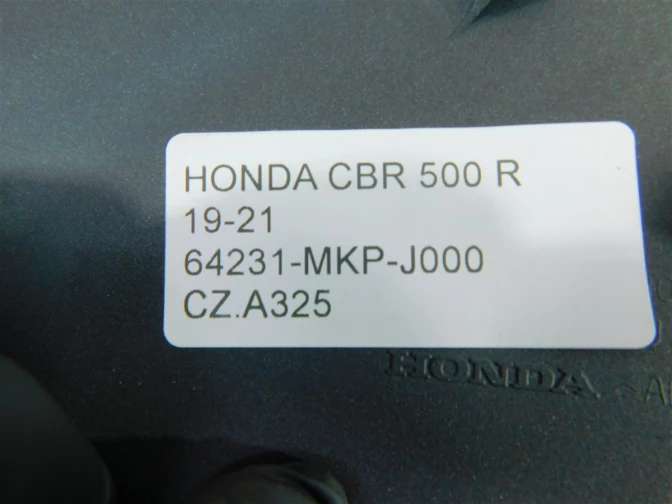 HONDA CBR 500 R
19-21
64231-MKP-J000
CZ.A325
HONDA